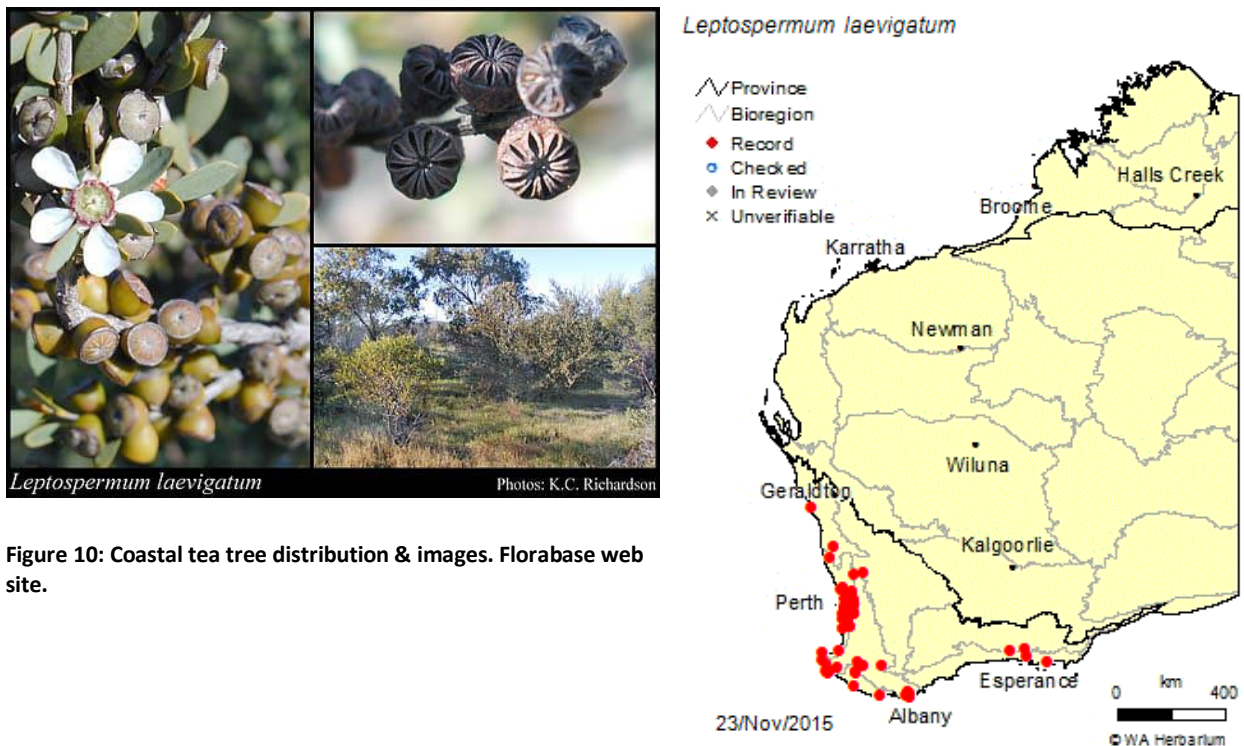 Leptospermum laevigatum
Photos: K.C. Richardson
Figure 10: Coastal tea tree distribution & images. Florabase web
site.
Leptospermum laevigatum
Province
Bioregion
Record
Checked
In Review
Unverifiable
Halls Creek
Broome
Karratha
Newman
Wiluna
Geraldton
Kalgoorlie
Perth
Esperance
Albany
0 km 400
23/Nov/2015
© WA Herbarium